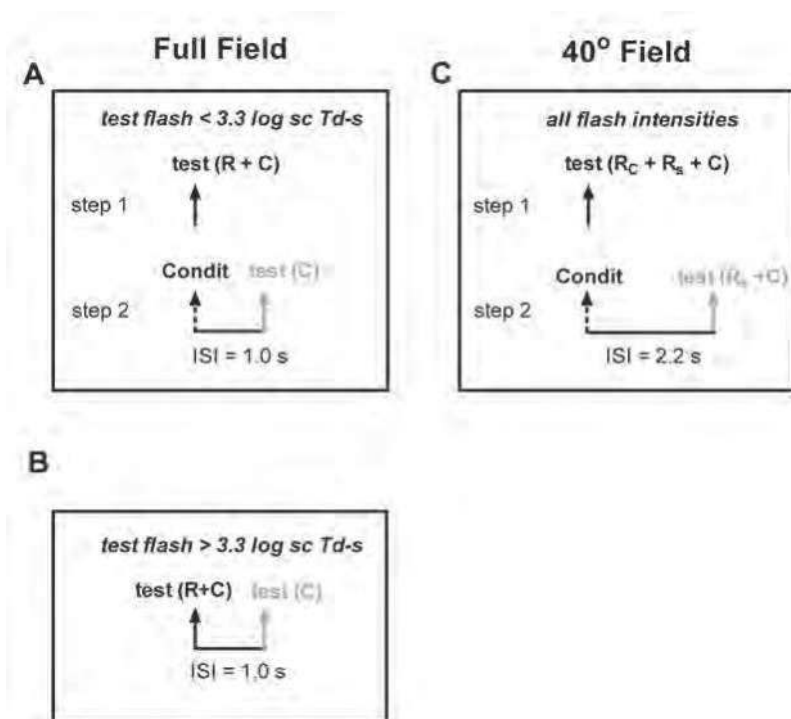 Full Field
40° Field
A
test flash < 3.3 log sc Td-s
test (R + C)
step 1
Condit test (C)
step 2
ISI = 1.0 s
C
all flash intensities
test (R_C + R_s + C)
step 1
Condit test (R_s +C)
step 2
ISI = 2.2 s
B
test flash > 3.3 log sc Td-s
test (R+C) test (C)
ISI = 1,0 s